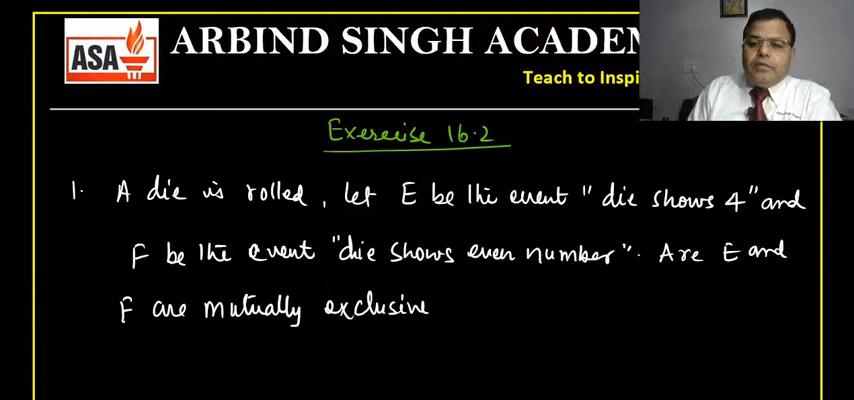 ASA
ARBIND SINGH ACADEM
Teach to Inspi
Exercise 16.2
1. A die is rolled, let E be the event "die shows 4" and
F be the event "die shows even number". Are E and
F are mutually exclusive